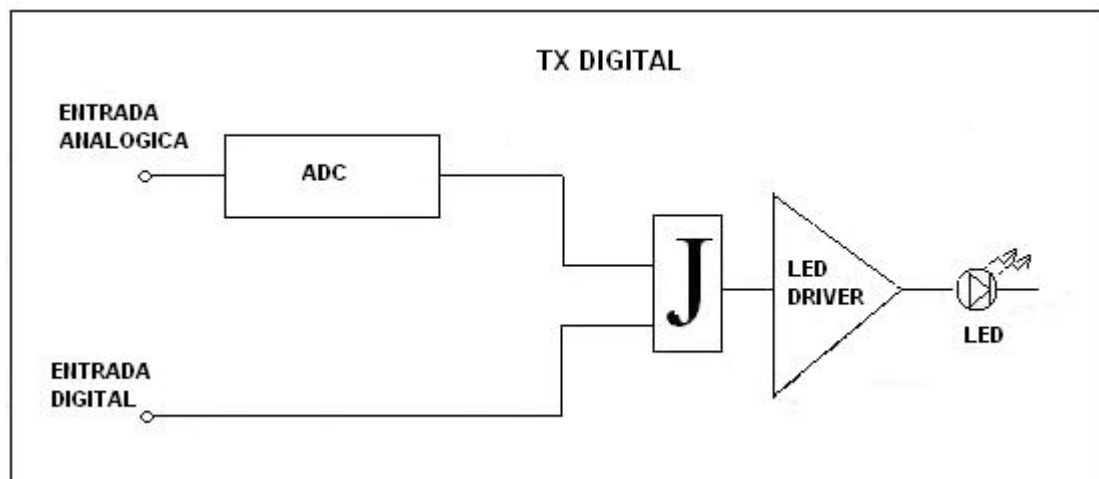 TX DIGITAL
ENTRADA
ANALOGICA
ADC
J
LED
DRIVER
LED
ENTRADA
DIGITAL